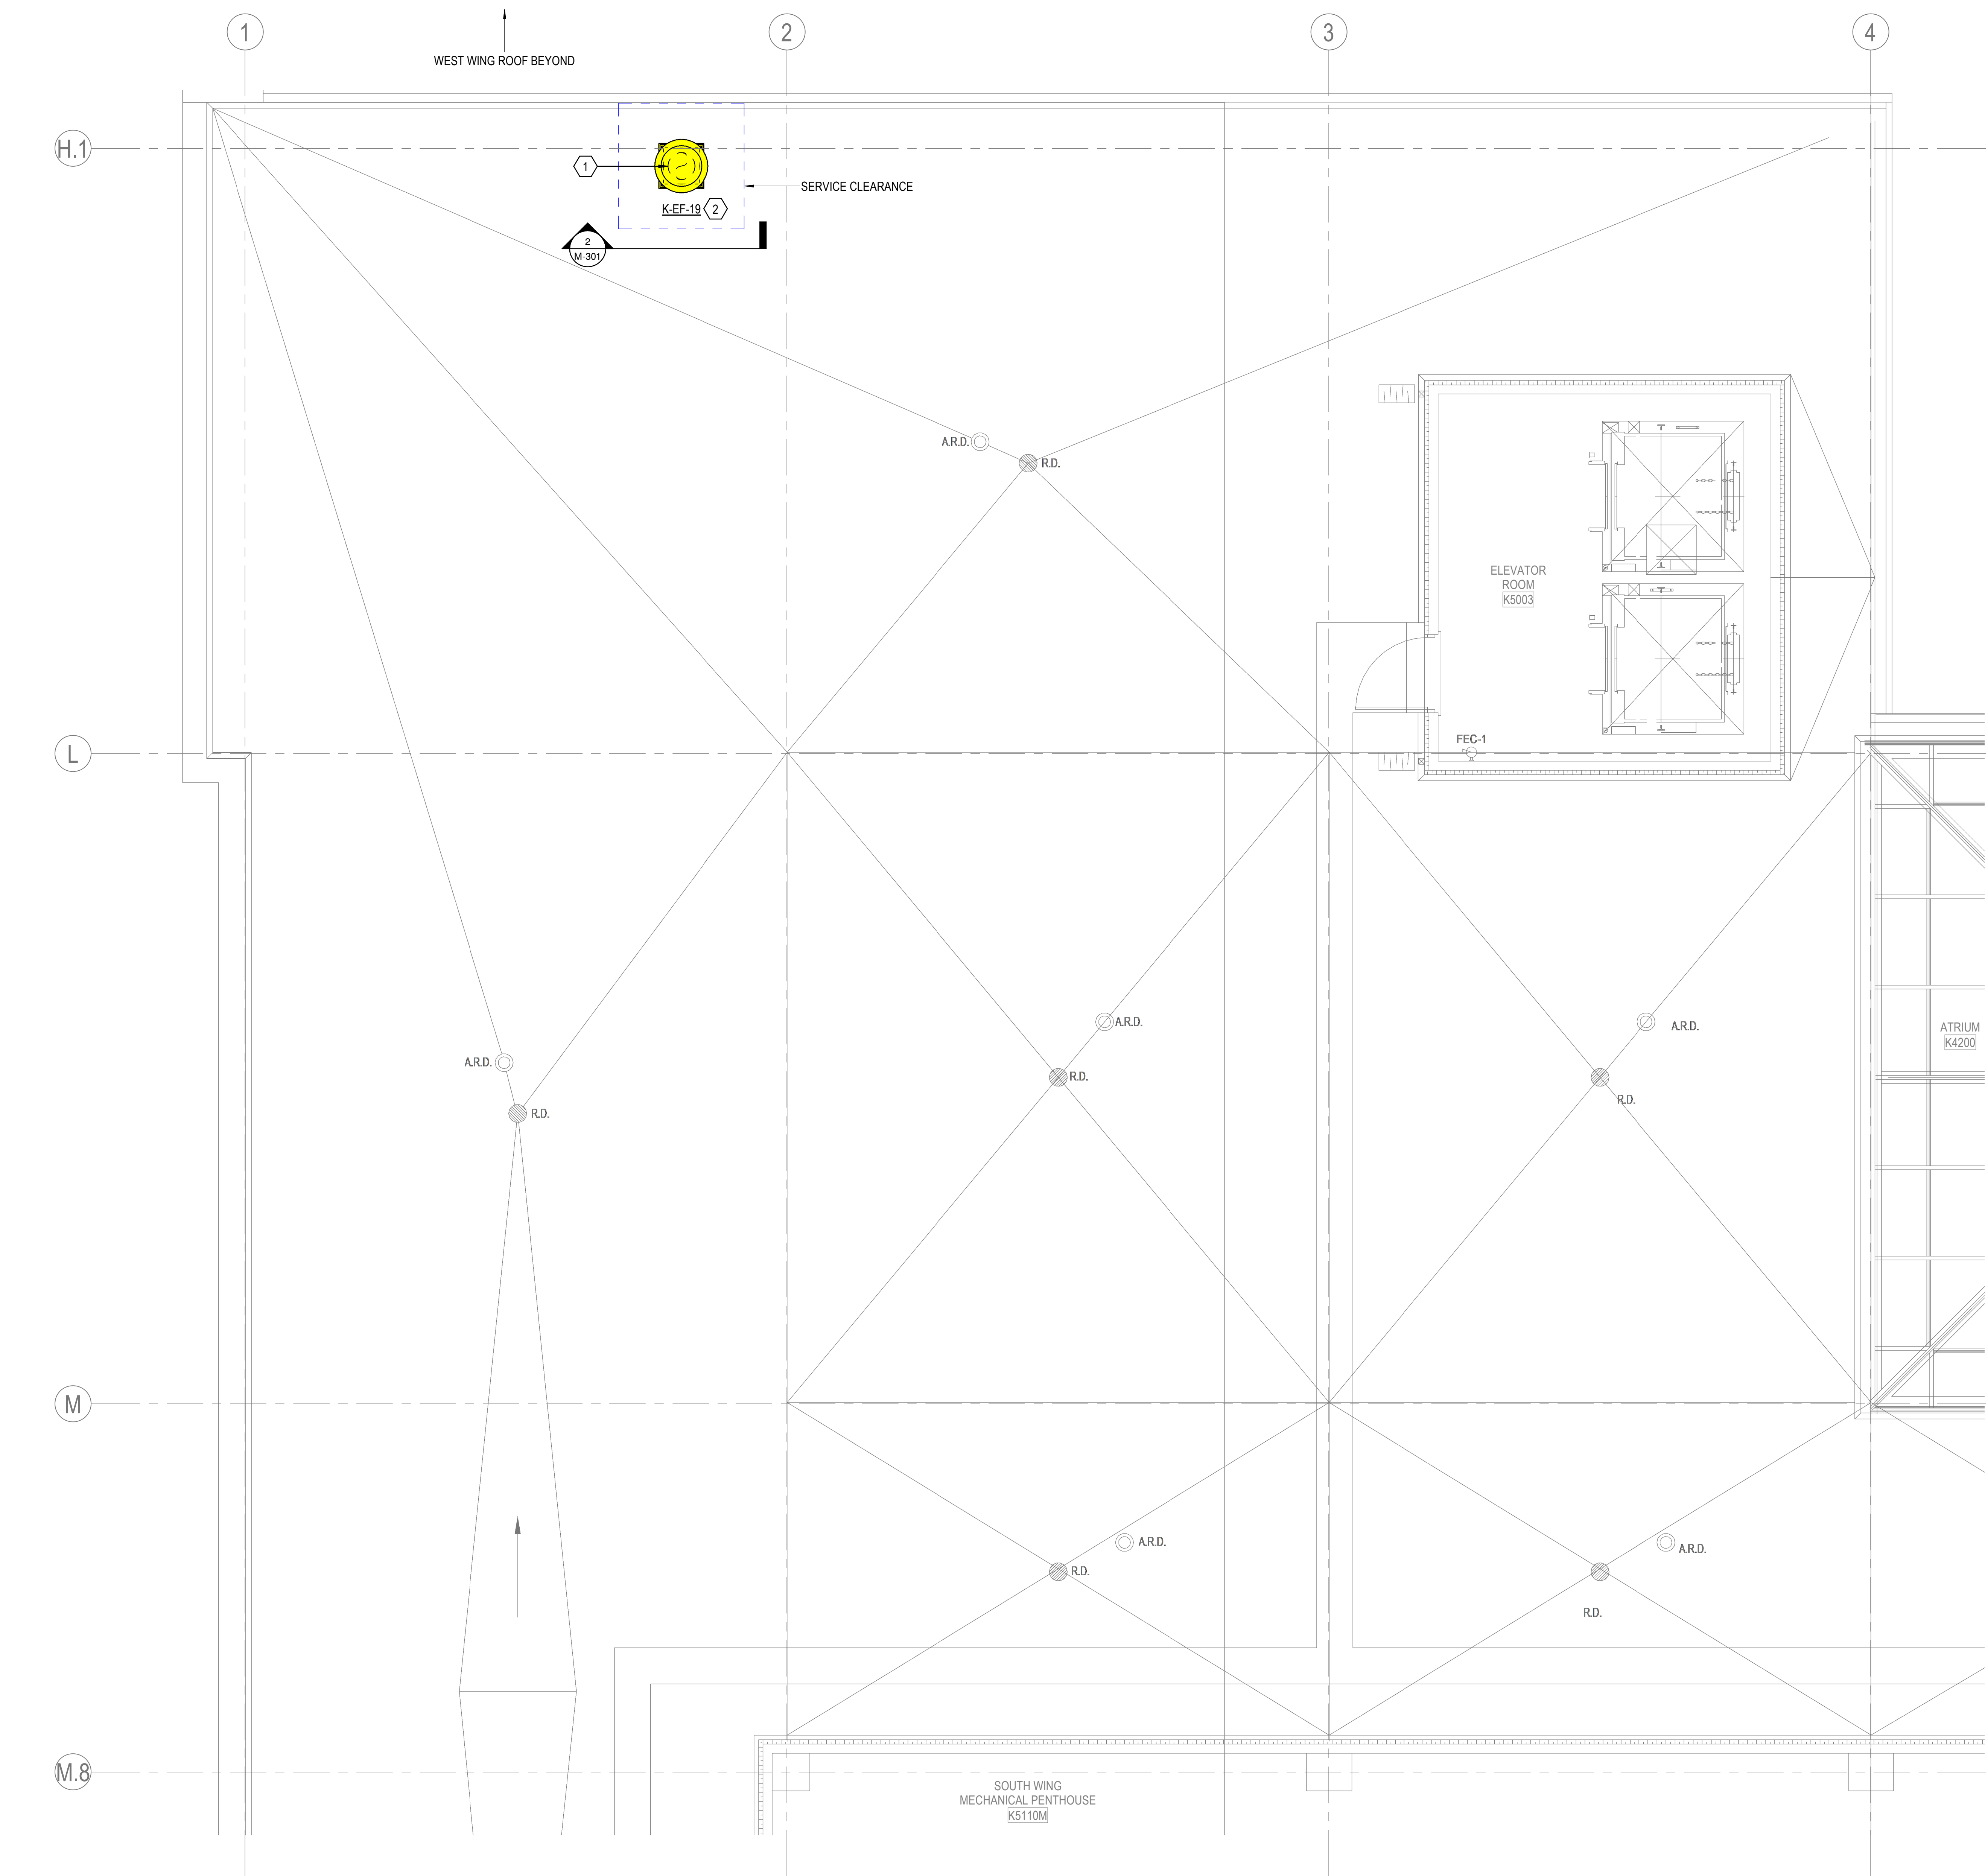 1
2
3
4
WEST WING ROOF BEYOND
H.1
1
SERVICE CLEARANCE
K-EF-19
2
2
M-301
A.R.D.
R.D.
ELEVATOR
ROOM
K5003
FEC-1
L
A.R.D.
A.R.D.
ATRIUM
K4200
A.R.D.
R.D.
R.D.
R.D.
M
A.R.D.
A.R.D.
R.D.
R.D.
M.8
SOUTH WING
MECHANICAL PENTHOUSE
K5110M